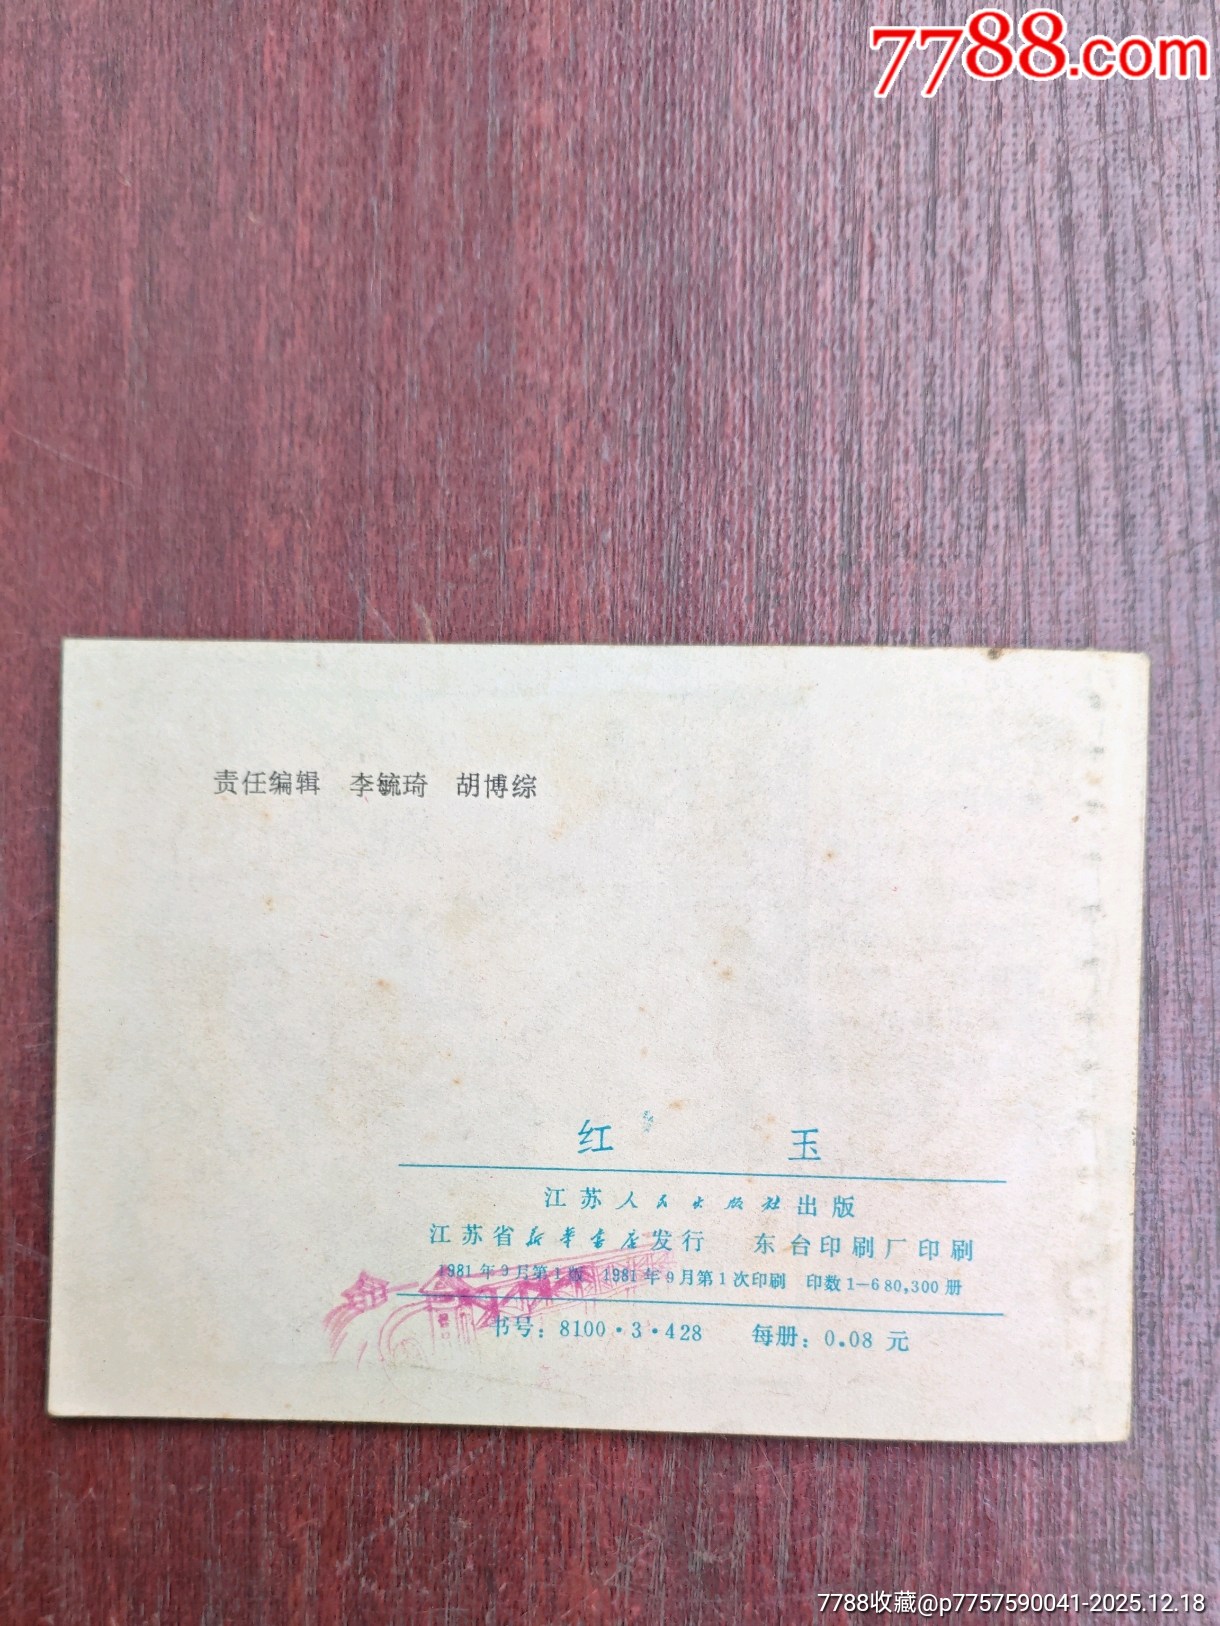 7788.com
责任编辑 李毓琦 胡博综
红 玉
江苏人民出版社出版
江苏省新华书店发行 东台印刷厂印刷
1981年9月第1版 1981年9月第1次印刷 印数1—680,300册
书号：8100·3·428 每册：0.08元
7788收藏@p7757590041-2025.12.18